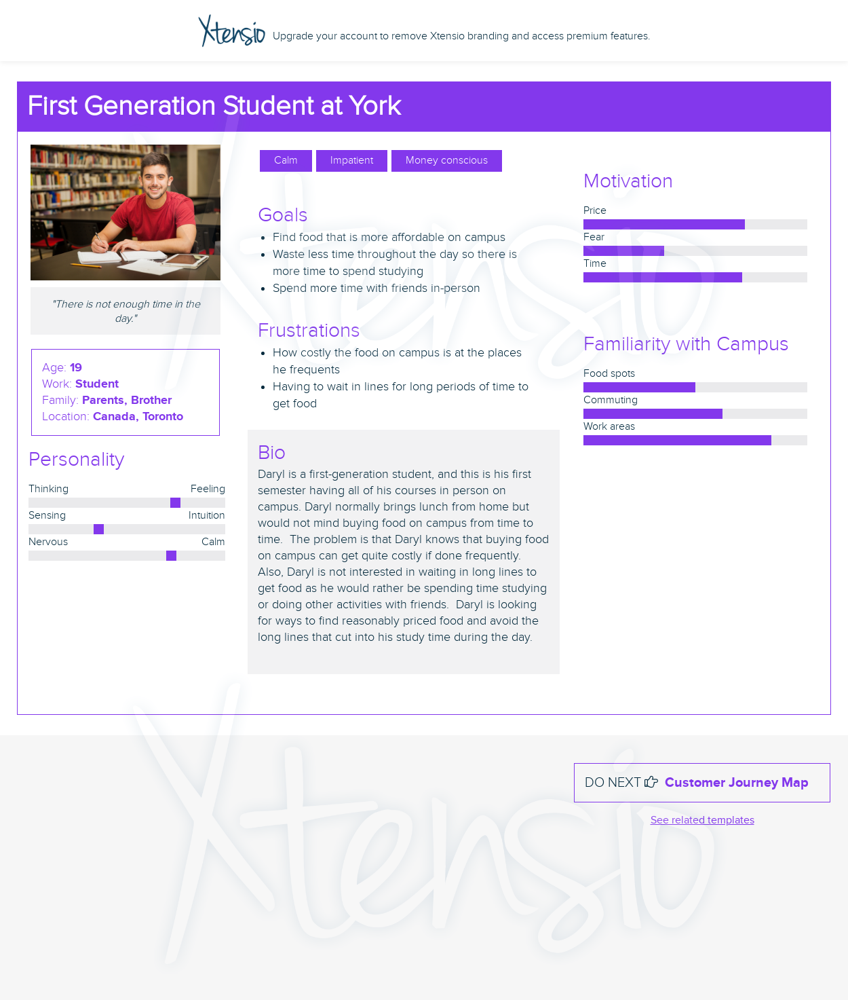 Xtensio Upgrade your account to remove Xtensio branding and access premium features.
First Generation Student at York
"There is not enough time in the
day."
Age: 19
Work: Student
Family: Parents, Brother
Location: Canada, Toronto
Personality
Thinking Feeling
Sensing Intuition
Nervous Calm
Calm Impatient Money conscious
Goals
• Find food that is more affordable on campus
• Waste less time throughout the day so there is
more time to spend studying
• Spend more time with friends in-person
Frustrations
• How costly the food on campus is at the places
he frequents
• Having to wait in lines for long periods of time to
get food
Bio
Daryl is a first-generation student, and this is his first
semester having all of his courses in person on
campus. Daryl normally brings lunch from home but
would not mind buying food on campus from time to
time.  The problem is that Daryl knows that buying food
on campus can get quite costly if done frequently.
Also, Daryl is not interested in waiting in long lines to
get food as he would rather be spending time studying
or doing other activities with friends.  Daryl is looking
for ways to find reasonably priced food and avoid the
long lines that cut into his study time during the day.
Motivation
Price
Fear
Time
Familiarity with Campus
Food spots
Commuting
Work areas
Xtensio
DO NEXT Customer Journey Map
See related templates
Xtensio